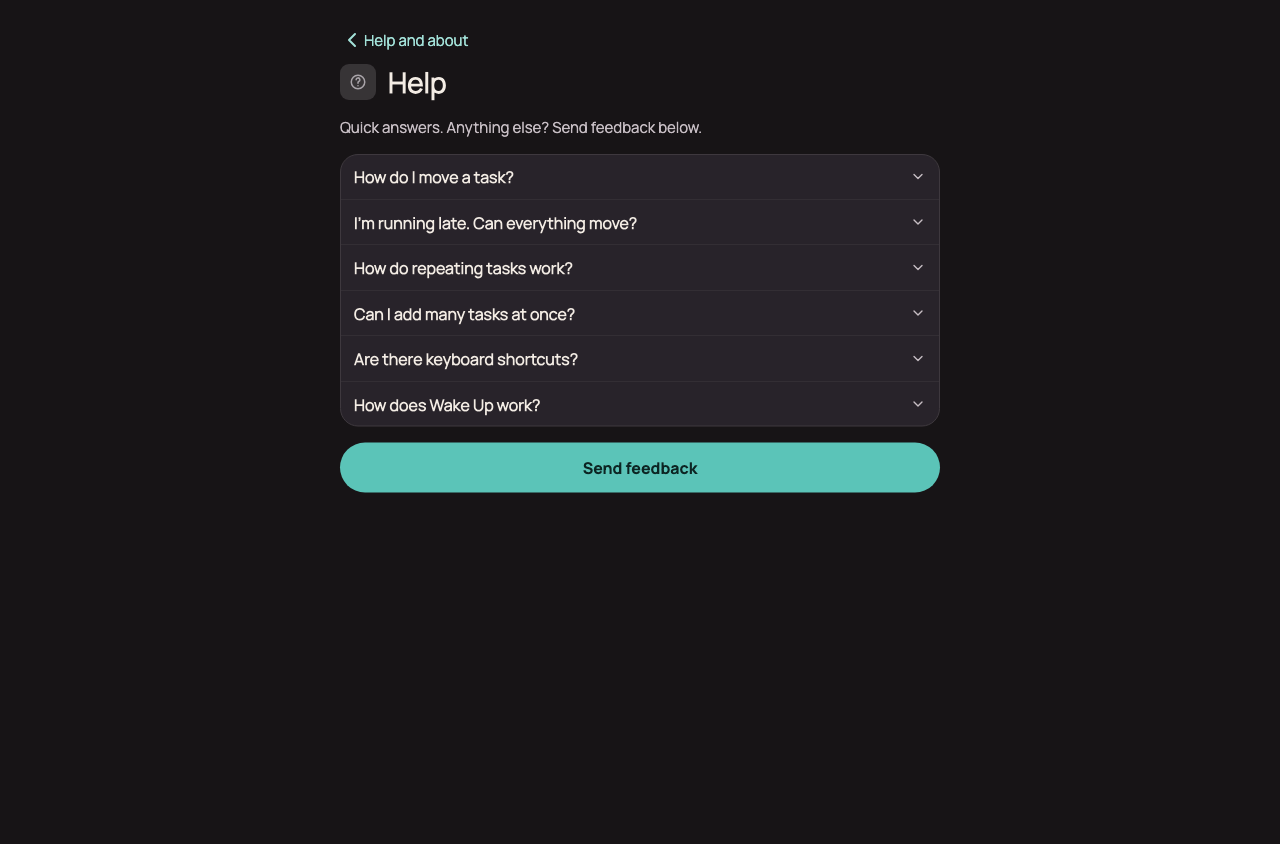 Help and about
Help
Quick answers. Anything else? Send feedback below.
How do I move a task?
I'm running late. Can everything move?
How do repeating tasks work?
Can I add many tasks at once?
Are there keyboard shortcuts?
How does Wake Up work?
Send feedback